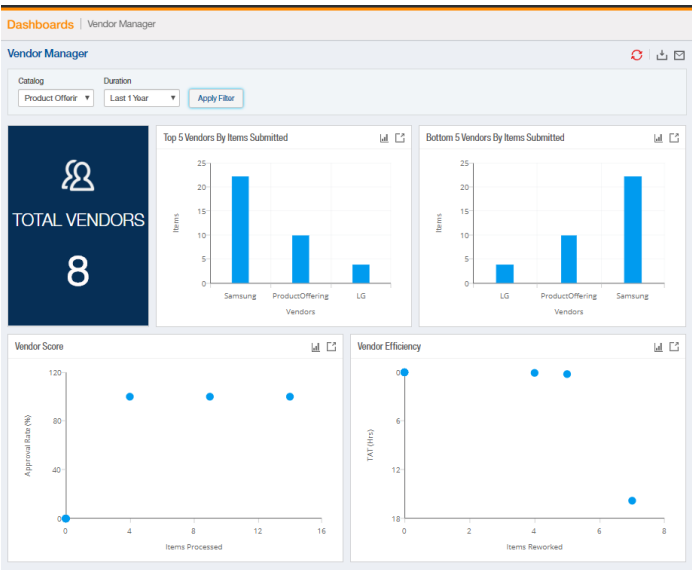 Dashboards | Vendor Manager
Vendor Manager
Catalog Duration
Product Offerir Last 1 Year Apply Filter
TOTAL VENDORS
8
Top 5 Vendors By Items Submitted
25
20
15
10
5
0
Items
Samsung ProductOffering LG
Vendors
Bottom 5 Vendors By Items Submitted
25
20
15
10
5
0
Items
LG ProductOffering Samsung
Vendors
Vendor Score
120
80
40
0
Approval Rate (%)
0 4 8 12 16
Items Processed
Vendor Efficiency
0
6
12
18
TAT (Hrs)
0 2 4 6 8
Items Reworked